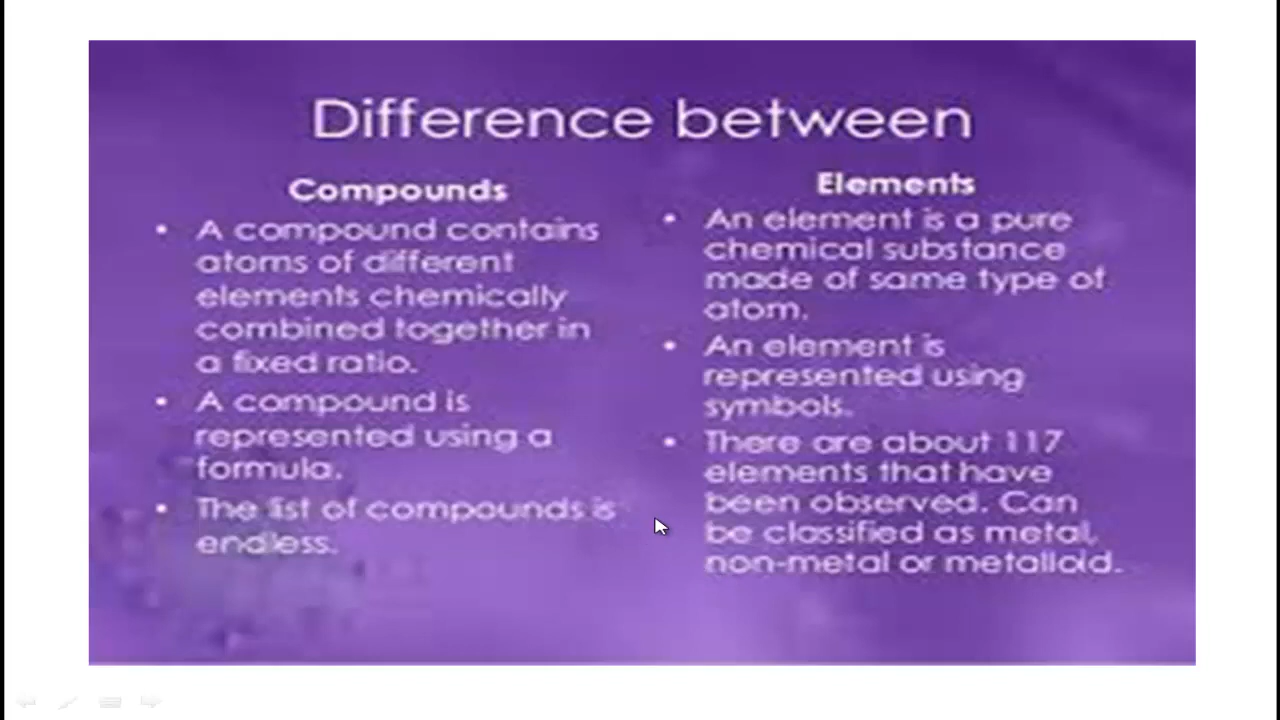 Difference between
Compounds
• A compound contains
atoms of different
elements chemically
combined together in
a fixed ratio.
• A compound is
represented using a
formula.
• The list of compounds is
endless.
Elements
• An element is a pure
chemical substance
made of same type of
atom.
• An element is
represented using
symbols.
• There are about 117
elements that have
been observed. Can
be classified as metal,
non-metal or metalloid.